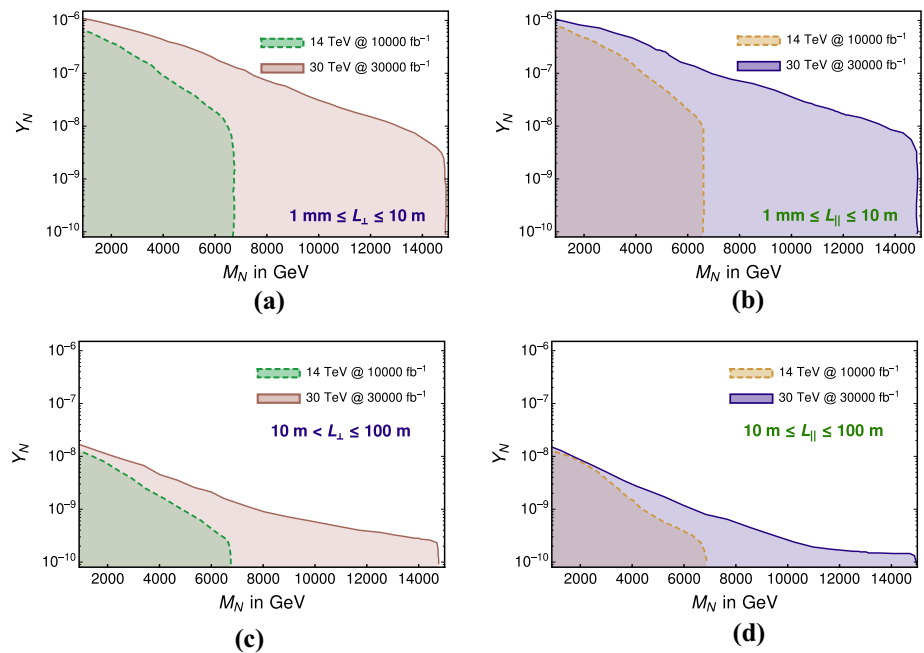 10⁻⁶
10⁻⁷
10⁻⁸
10⁻⁹
10⁻¹⁰
Y_N
14 TeV @ 10000 fb⁻¹
30 TeV @ 30000 fb⁻¹
1 mm ≤ L_⊥ ≤ 10 m
2000 4000 6000 8000 10000 12000 14000
M_N in GeV
(a)
10⁻⁶
10⁻⁷
10⁻⁸
10⁻⁹
10⁻¹⁰
Y_N
14 TeV @ 10000 fb⁻¹
30 TeV @ 30000 fb⁻¹
1 mm ≤ L_|| ≤ 10 m
2000 4000 6000 8000 10000 12000 14000
M_N in GeV
(b)
10⁻⁶
10⁻⁷
10⁻⁸
10⁻⁹
10⁻¹⁰
Y_N
14 TeV @ 10000 fb⁻¹
30 TeV @ 30000 fb⁻¹
10 m < L_⊥ ≤ 100 m
2000 4000 6000 8000 10000 12000 14000
M_N in GeV
(c)
10⁻⁶
10⁻⁷
10⁻⁸
10⁻⁹
10⁻¹⁰
Y_N
14 TeV @ 10000 fb⁻¹
30 TeV @ 30000 fb⁻¹
10 m ≤ L_|| ≤ 100 m
2000 4000 6000 8000 10000 12000 14000
M_N in GeV
(d)